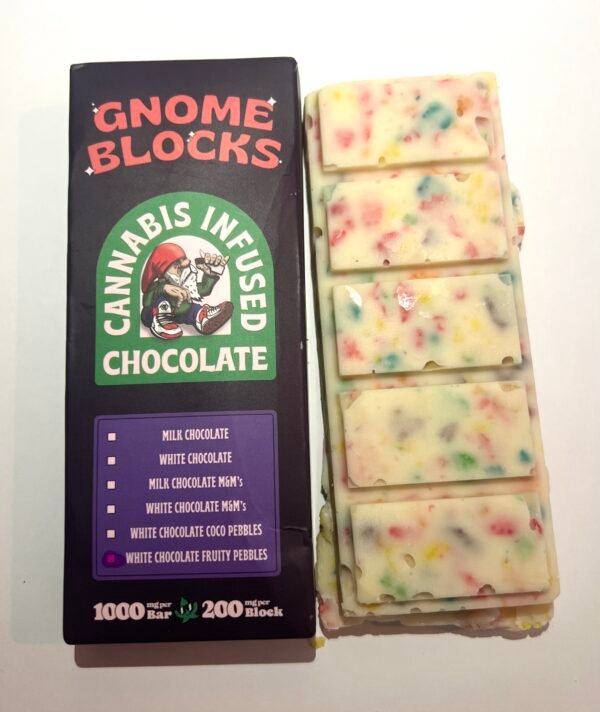 GNOME
BLOCKS
CANNABIS INFUSED
CHOCOLATE
MILK CHOCOLATE
WHITE CHOCOLATE
MILK CHOCOLATE M&M's
WHITE CHOCOLATE M&M's
WHITE CHOCOLATE COCO PEBBLES
WHITE CHOCOLATE FRUITY PEBBLES
1000 mg per Bar 200 mg per Block